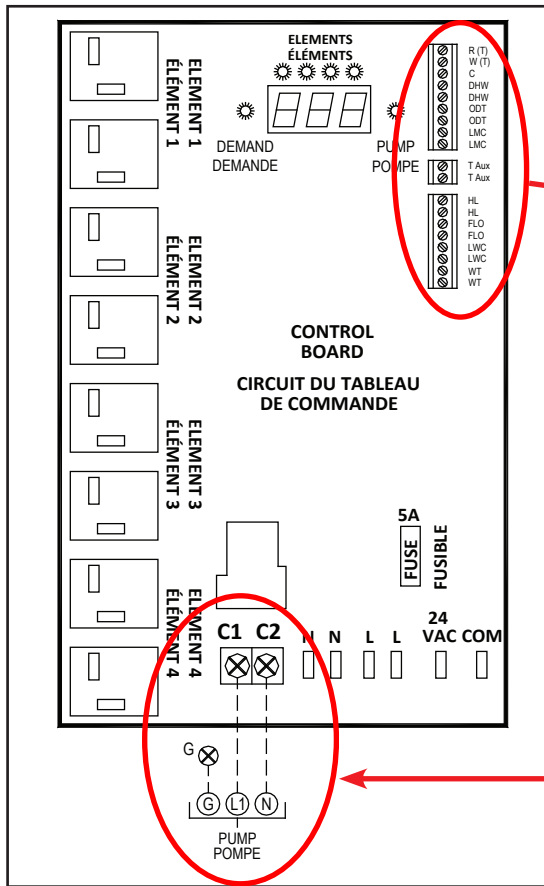 ELEMENTS
ÉLÉMENTS
DEMAND
DEMANDE
PUMP
POMPE
R (T)
W (T)
C
DHW
DHW
ODT
ODT
LMC
LMC
T Aux
T Aux
HL
HL
FLO
FLO
LWC
LWC
WT
WT
ELEMENT 1
ÉLÉMENT 1
ELEMENT 2
ÉLÉMENT 2
ELEMENT 3
ÉLÉMENT 3
ELEMENT 4
ÉLÉMENT 4
CONTROL
BOARD
CIRCUIT DU TABLEAU
DE COMMANDE
5A
FUSE
FUSIBLE
C1 C2
N N L L
24
VAC COM
G
G L1 N
PUMP
POMPE